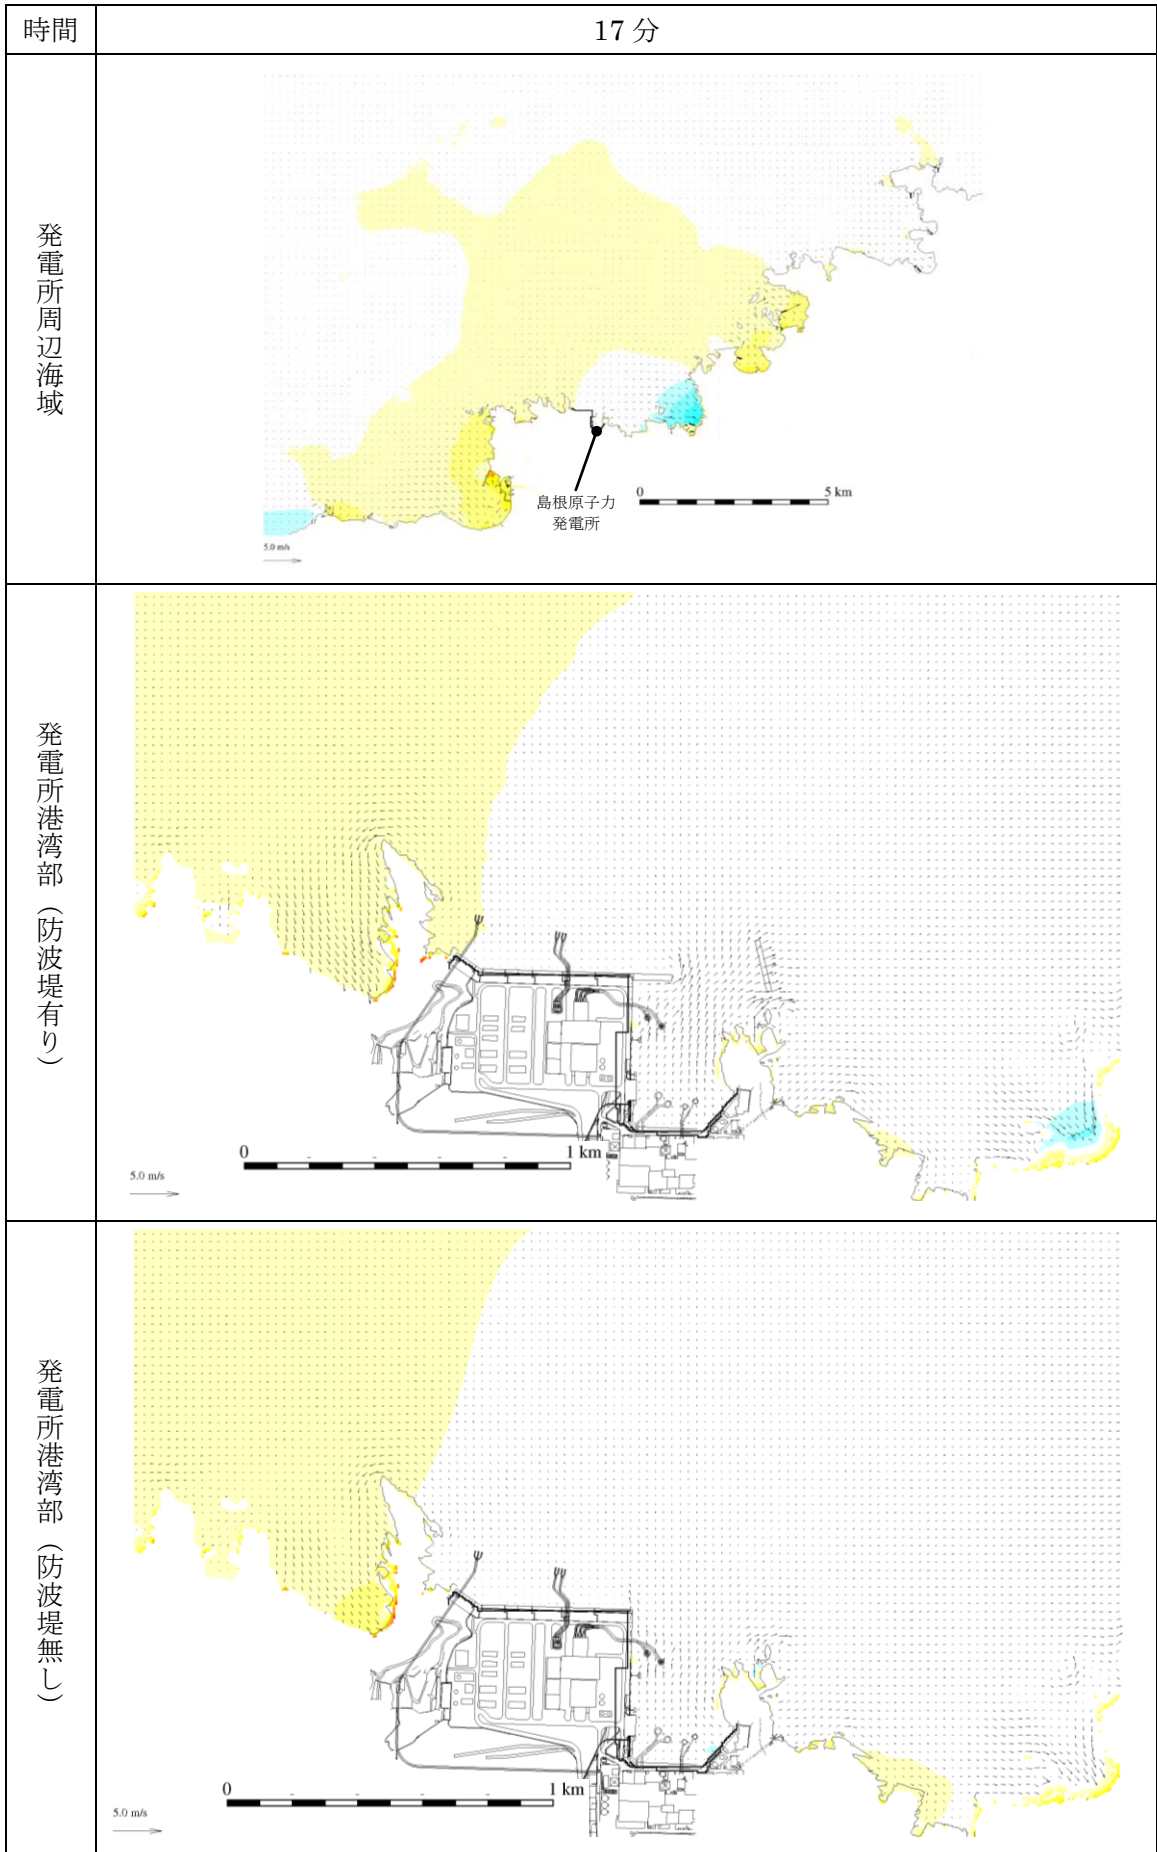 時間
17 分
発電所周辺海域
島根原子力
発電所
0 5 km
5.0 m/s
発電所港湾部（防波堤有り）
0 1 km
5.0 m/s
発電所港湾部（防波堤無し）
0 1 km
5.0 m/s